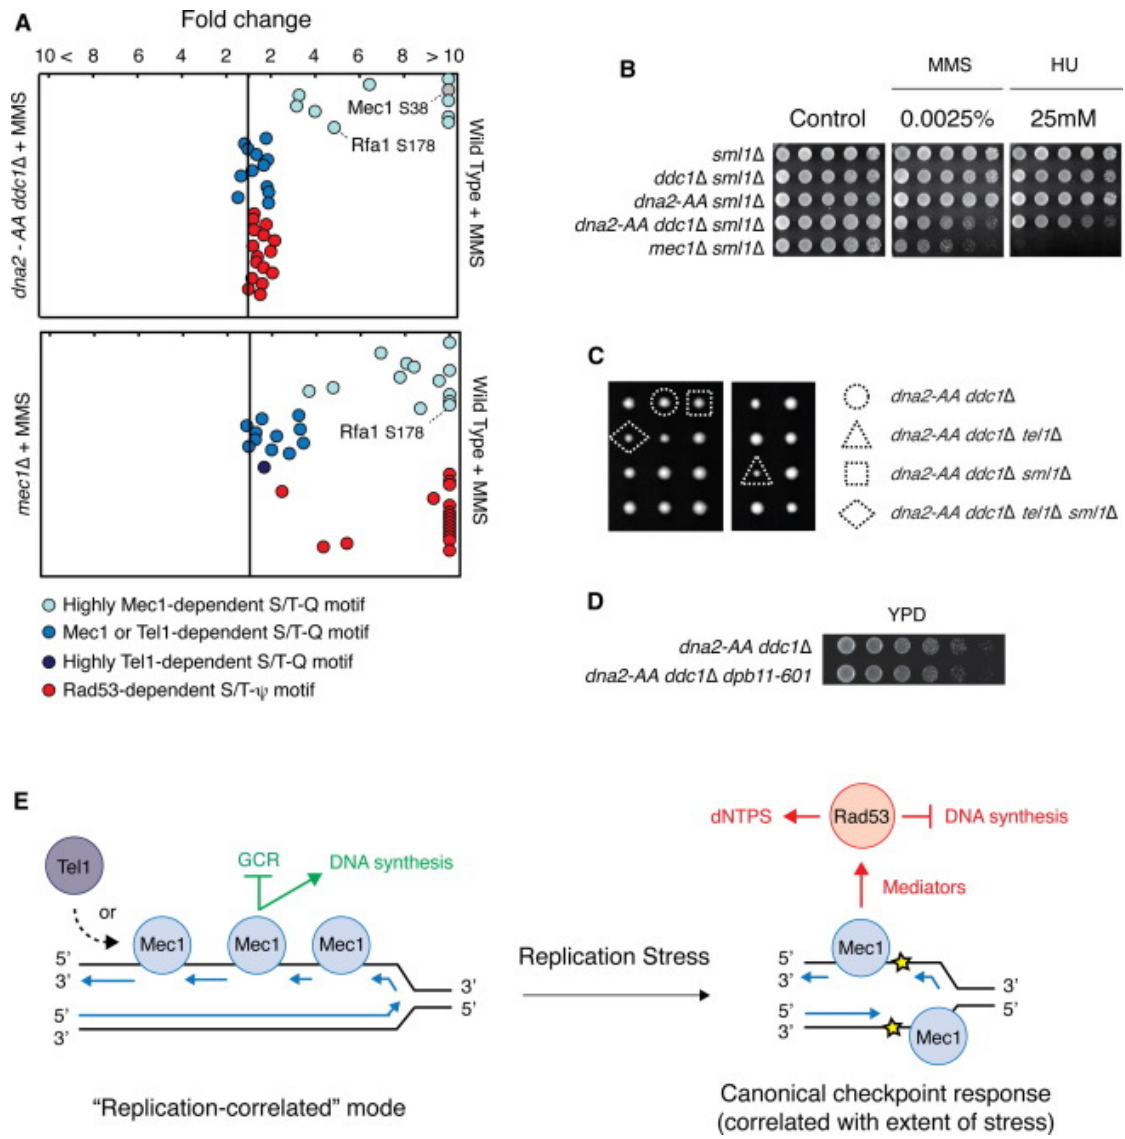 A
Fold change
10 < 8 6 4 2 1 2 4 6 8 > 10
dna2 - AA ddc1Δ + MMS
Mec1 S38
Rfa1 S178
Wild Type + MMS
mec1Δ + MMS
Rfa1 S178
Wild Type + MMS
Highly Mec1-dependent S/T-Q motif
Mec1 or Tel1-dependent S/T-Q motif
Highly Tel1-dependent S/T-Q motif
Rad53-dependent S/T-ψ motif
B
MMS HU
Control 0.0025% 25mM
sml1Δ
ddc1Δ sml1Δ
dna2-AA sml1Δ
dna2-AA ddc1Δ sml1Δ
mec1Δ sml1Δ
C
dna2-AA ddc1Δ
dna2-AA ddc1Δ tel1Δ
dna2-AA ddc1Δ sml1Δ
dna2-AA ddc1Δ tel1Δ sml1Δ
D
YPD
dna2-AA ddc1Δ
dna2-AA ddc1Δ dpb11-601
E
Tel1
or
GCR
DNA synthesis
Mec1 Mec1 Mec1
5'
3'
5'
3'
3'
5'
"Replication-correlated" mode
Replication Stress
dNTPS
Rad53
DNA synthesis
Mediators
Mec1
5'
3'
5'
3'
3'
5'
Mec1
Canonical checkpoint response
(correlated with extent of stress)